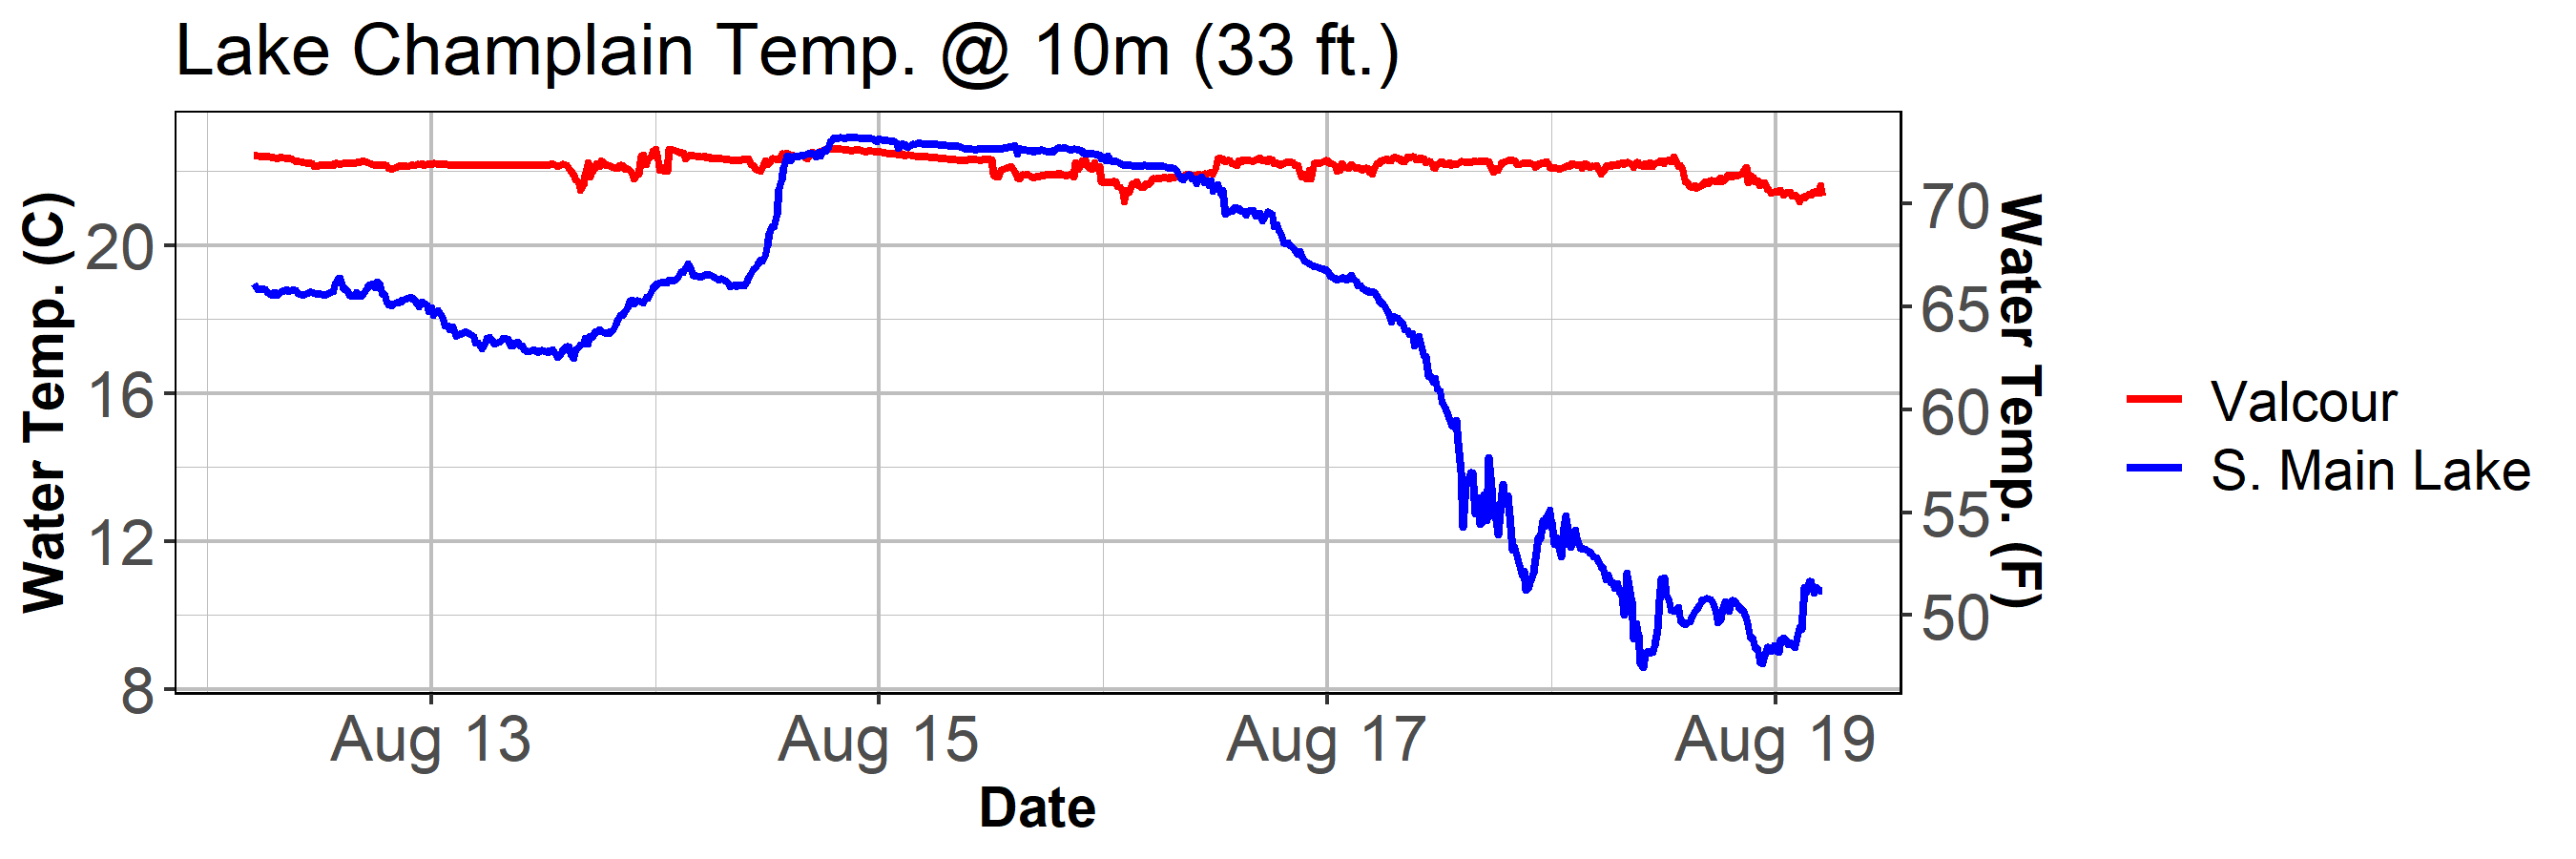 Lake Champlain Temp. @ 10m (33 ft.)
Water Temp. (C)
20
16
12
8
70
65
60
55
50
Water Temp. (F)
Aug 13
Aug 15
Aug 17
Aug 19
Date
Valcour
S. Main Lake